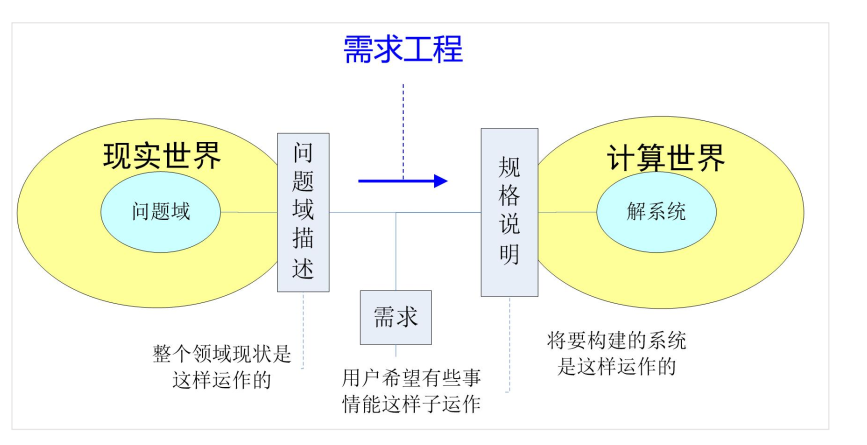 需求工程
现实世界
问题域
问题域描述
规格说明
计算世界
解系统
需求
整个领域现状是
这样运作的
用户希望有些事
情能这样子运作
将要构建的系统
是这样运作的